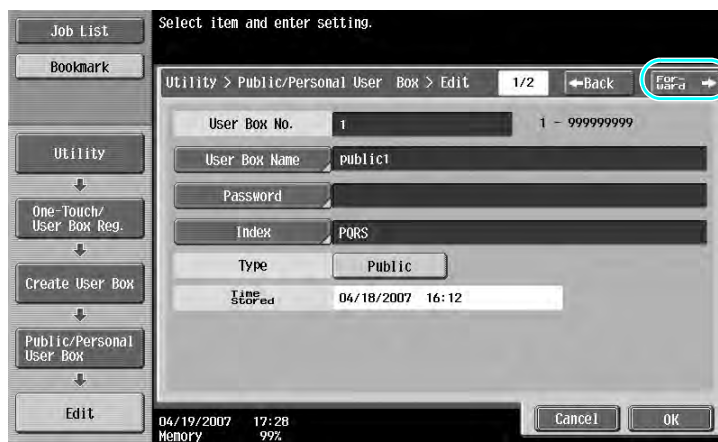 Job List
Bookmark
Utility
One-Touch/
User Box Reg.
Create User Box
Public/Personal
User Box
Edit
Select item and enter setting.
Utility > Public/Personal User Box > Edit 1/2 ←Back For-
ward →
User Box No. 1 1 - 999999999
User Box Name public1
Password
Index PQRS
Type Public
Time
Stored 04/18/2007 16:12
Cancel OK
04/19/2007 17:28
Memory 99%